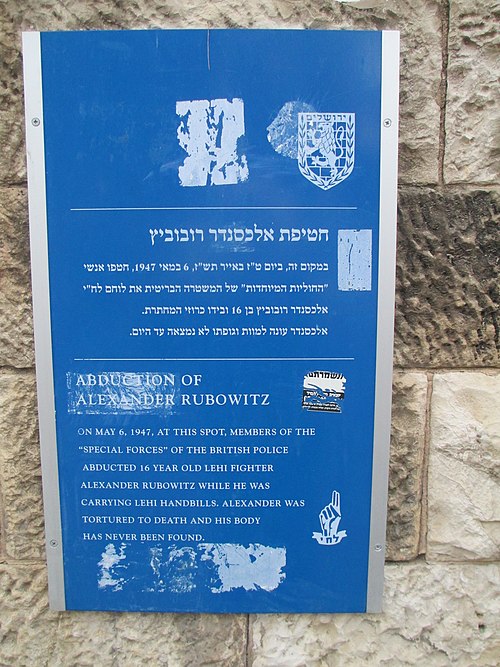 ירושלים
חטיפת אלכסנדר רובוביץ
במקום זה, ביום ט"ז באייר תש"ז, 6 במאי 1947, חטפו אנשי
"החוליות המיוחדות" של המשטרה הבריטית את לוחם לח"י
אלכסנדר רובוביץ בן 16 ובידו כרוזי המחתרת.
אלכסנדר עונה למוות וגופתו לא נמצאה עד היום.
ABDUCTION OF
ALEXANDER RUBOWITZ
ON MAY 6, 1947, AT THIS SPOT, MEMBERS OF THE
"SPECIAL FORCES" OF THE BRITISH POLICE
ABDUCTED 16 YEAR OLD LEHI FIGHTER
ALEXANDER RUBOWITZ WHILE HE WAS
CARRYING LEHI HANDBILLS. ALEXANDER WAS
TORTURED TO DEATH AND HIS BODY
HAS NEVER BEEN FOUND.
לחי